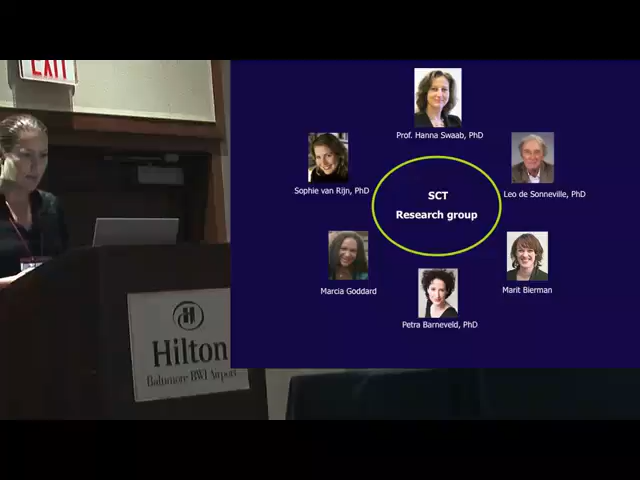 EXIT
Prof. Hanna Swaab, PhD
Sophie van Rijn, PhD
Leo de Sonneville, PhD
SCT
Research group
Marcia Goddard
Marit Bierman
Petra Barneveld, PhD
Hilton
Baltimore BWI Airport